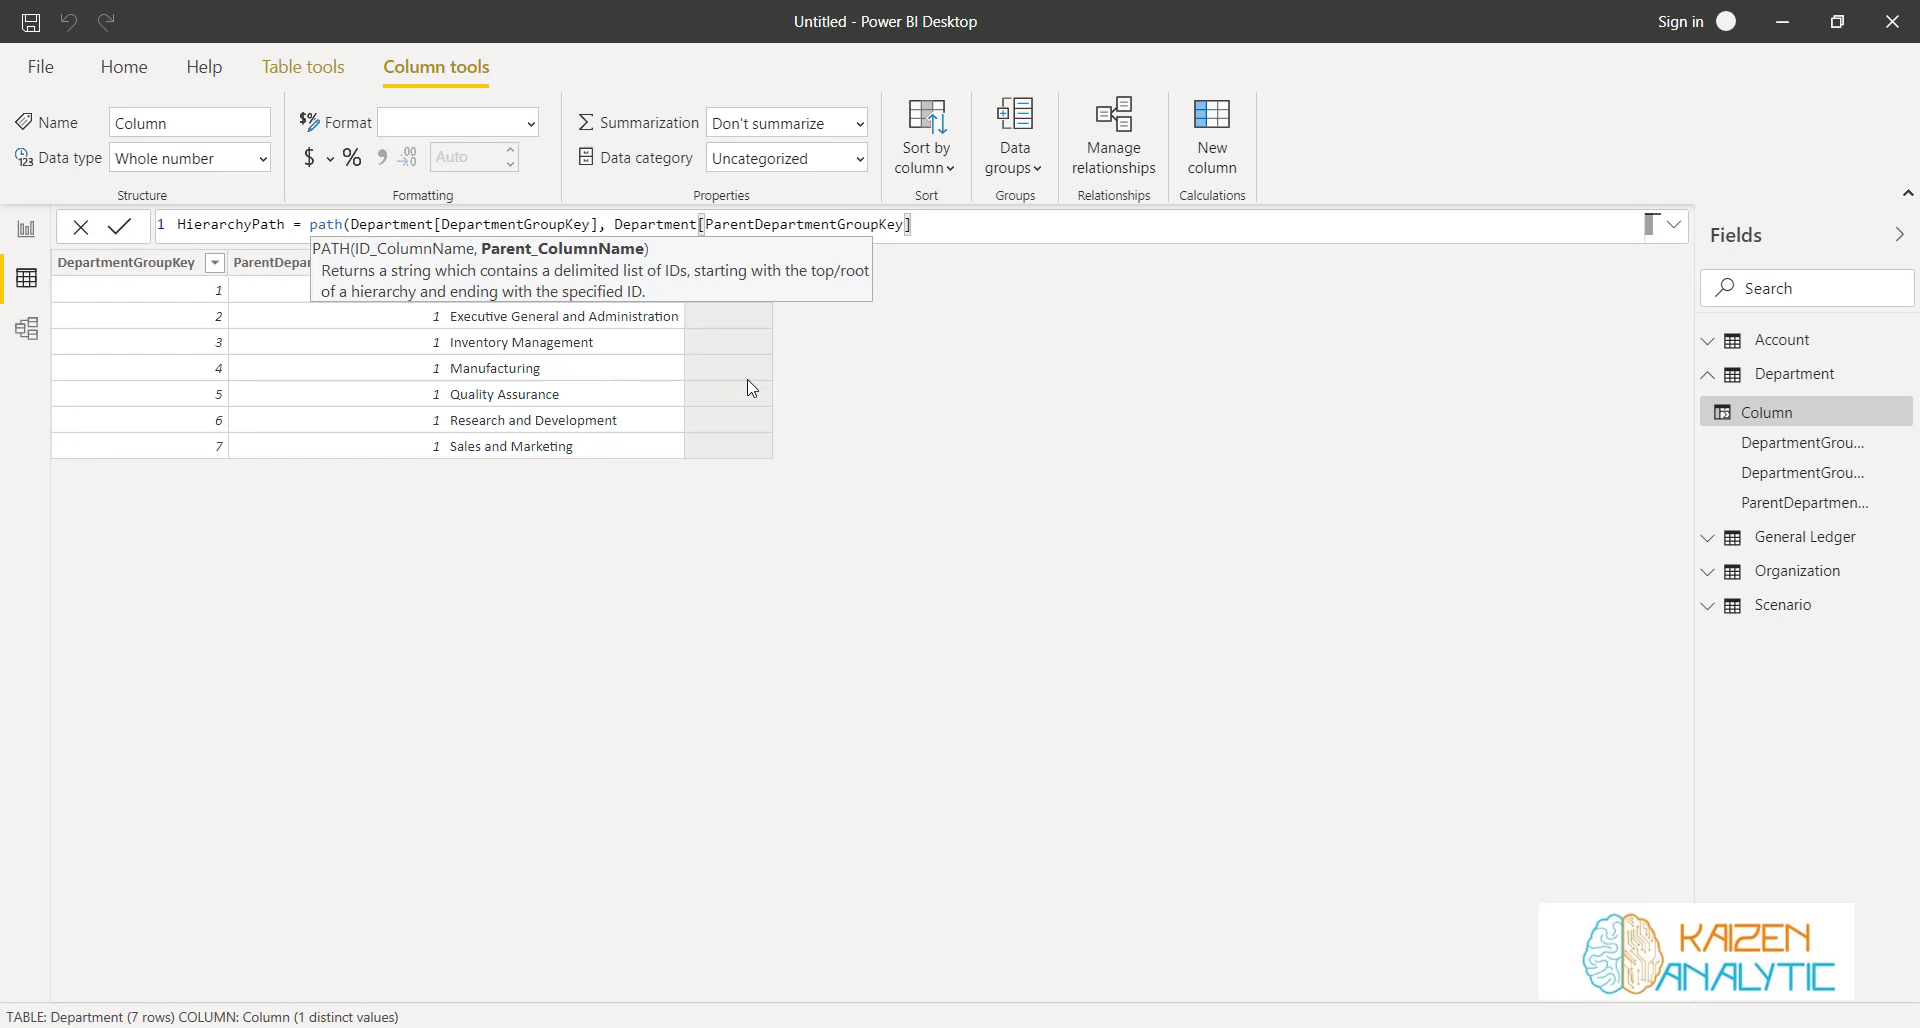 Untitled - Power BI Desktop
Sign in
File Home Help Table tools Column tools
Name Column
Data type Whole number
Structure
Format
$ % Auto
Formatting
Summarization Don't summarize
Data category Uncategorized
Properties
Sort by
column
Sort
Data
groups
Groups
Manage
relationships
Relationships
New
column
Calculations
1 HierarchyPath = path(Department[DepartmentGroupKey], Department[ParentDepartmentGroupKey]
PATH(ID_ColumnName, Parent_ColumnName)
Returns a string which contains a delimited list of IDs, starting with the top/root
of a hierarchy and ending with the specified ID.
DepartmentGroupKey ParentDepar
1
2 1 Executive General and Administration
3 1 Inventory Management
4 1 Manufacturing
5 1 Quality Assurance
6 1 Research and Development
7 1 Sales and Marketing
Fields
Search
Account
Department
Column
DepartmentGrou...
DepartmentGrou...
ParentDepartmen...
General Ledger
Organization
Scenario
KAIZEN
ANALYTIC
TABLE: Department (7 rows) COLUMN: Column (1 distinct values)